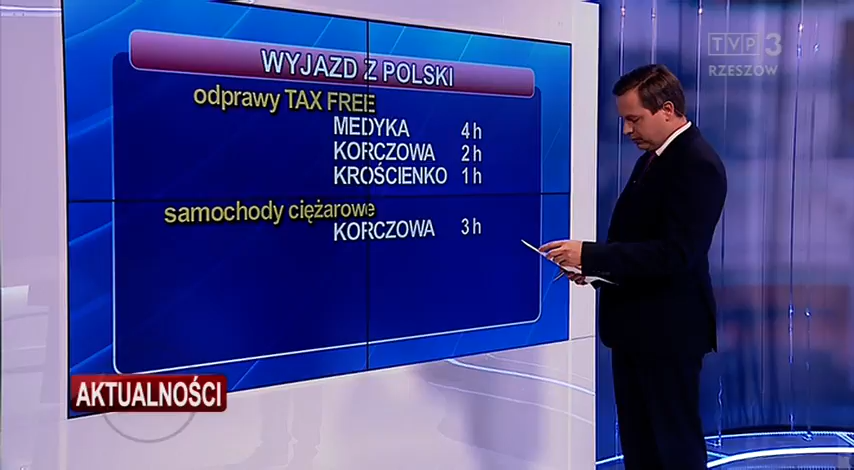 TVP 3
RZESZÓW
WYJAZD Z POLSKI
odprawy TAX FREE
MEDYKA 4 h
KORCZOWA 2 h
KROŚCIENKO 1 h
samochody ciężarowe
KORCZOWA 3 h
AKTUALNOŚCI